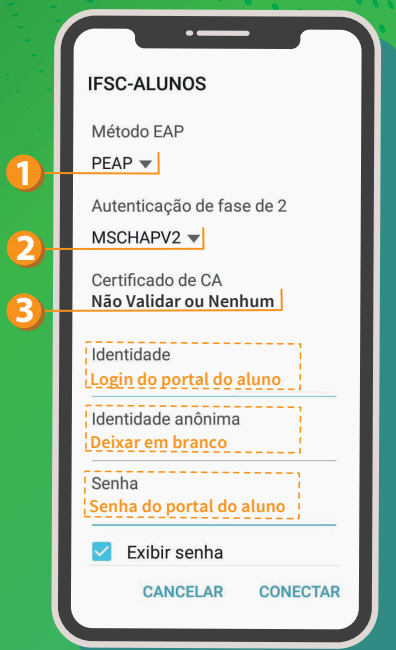 IFSC-ALUNOS
Método EAP
1
PEAP
Autenticação de fase de 2
2
MSCHAPV2
Certificado de CA
3
Não Validar ou Nenhum
Identidade
Login do portal do aluno
Identidade anônima
Deixar em branco
Senha
Senha do portal do aluno
Exibir senha
CANCELAR CONECTAR